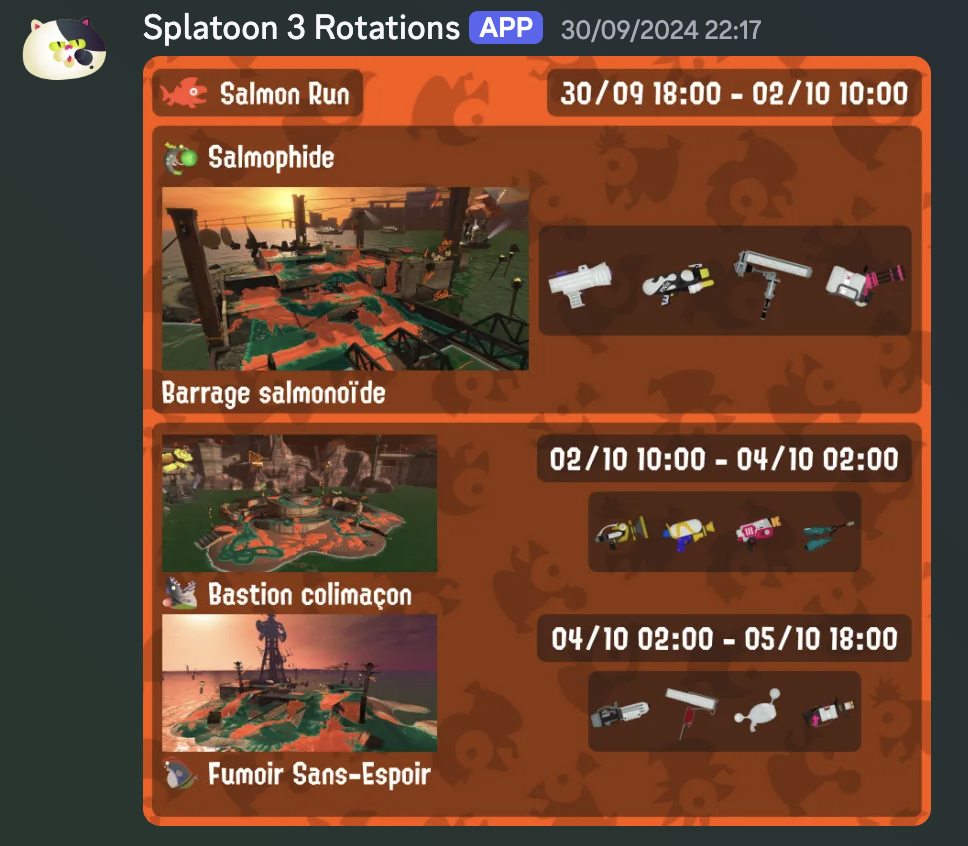 Splatoon 3 Rotations APP 30/09/2024 22:17
Salmon Run
30/09 18:00 - 02/10 10:00
Salmophide
Barrage salmonoïde
02/10 10:00 - 04/10 02:00
Bastion colimaçon
04/10 02:00 - 05/10 18:00
Fumoir Sans-Espoir